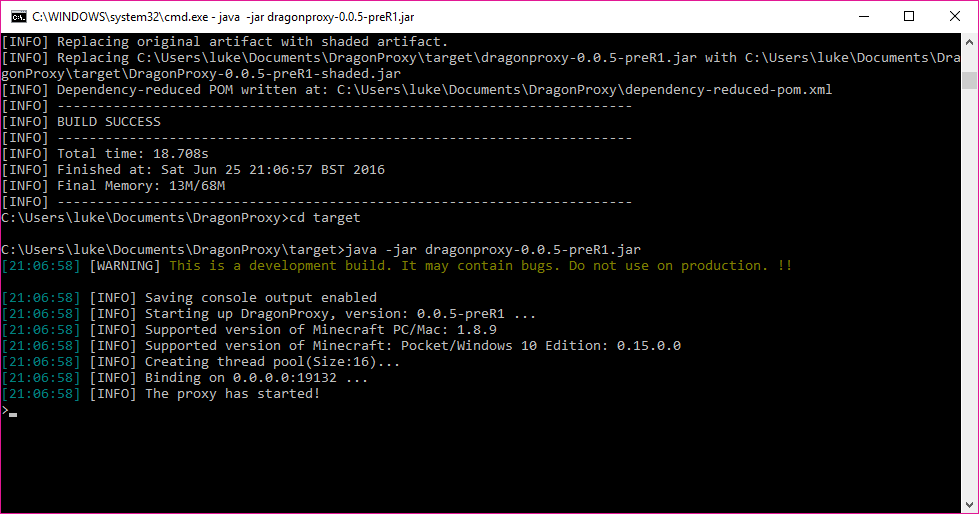 C:\WINDOWS\system32\cmd.exe - java  -jar dragonproxy-0.0.5-preR1.jar
[INFO] Replacing original artifact with shaded artifact.
[INFO] Replacing C:\Users\luke\Documents\DragonProxy\target\dragonproxy-0.0.5-preR1.jar with C:\Users\luke\Documents\Dra
gonProxy\target\DragonProxy-0.0.5-preR1-shaded.jar
[INFO] Dependency-reduced POM written at: C:\Users\luke\Documents\DragonProxy\dependency-reduced-pom.xml
[INFO] ------------------------------------------------------------------------
[INFO] BUILD SUCCESS
[INFO] ------------------------------------------------------------------------
[INFO] Total time: 18.708s
[INFO] Finished at: Sat Jun 25 21:06:57 BST 2016
[INFO] Final Memory: 13M/68M
[INFO] ------------------------------------------------------------------------
C:\Users\luke\Documents\DragonProxy>cd target
C:\Users\luke\Documents\DragonProxy\target>java -jar dragonproxy-0.0.5-preR1.jar
[21:06:58] [WARNING] This is a development build. It may contain bugs. Do not use on production. !!
[21:06:58] [INFO] Saving console output enabled
[21:06:58] [INFO] Starting up DragonProxy, version: 0.0.5-preR1 ...
[21:06:58] [INFO] Supported version of Minecraft PC/Mac: 1.8.9
[21:06:58] [INFO] Supported version of Minecraft: Pocket/Windows 10 Edition: 0.15.0.0
[21:06:58] [INFO] Creating thread pool(Size:16)...
[21:06:58] [INFO] Binding on 0.0.0.0:19132 ...
[21:06:58] [INFO] The proxy has started!
>